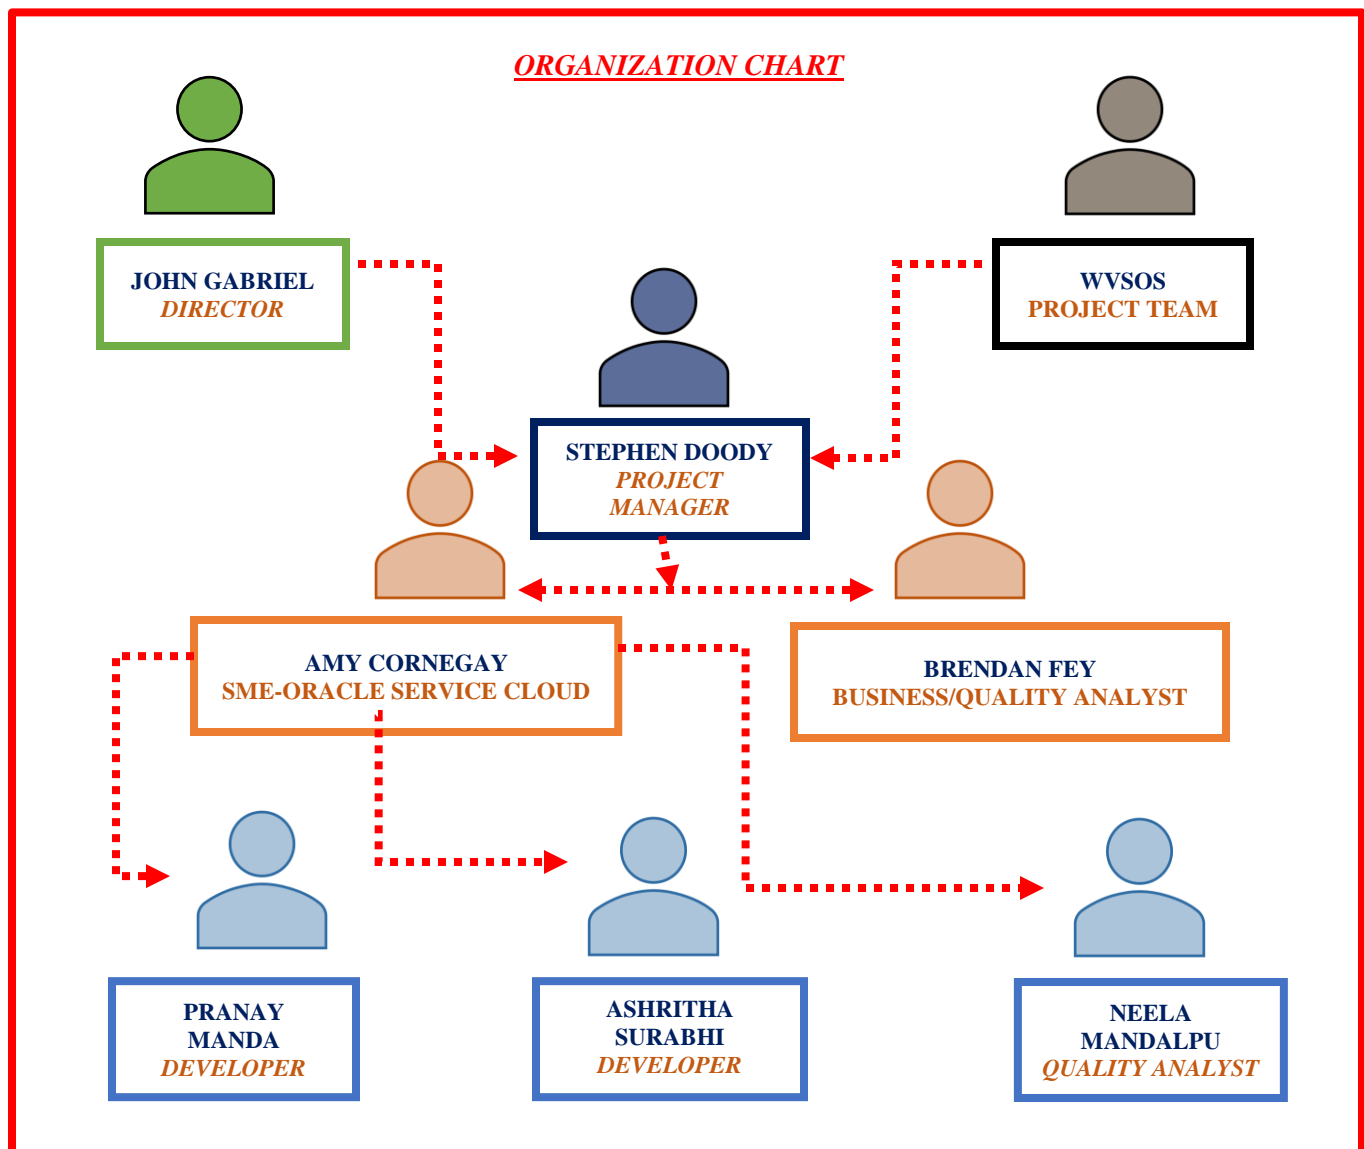 ORGANIZATION CHART
JOHN GABRIEL
DIRECTOR
WVSOS
PROJECT TEAM
STEPHEN DOODY
PROJECT
MANAGER
AMY CORNEGAY
SME-ORACLE SERVICE CLOUD
BRENDAN FEY
BUSINESS/QUALITY ANALYST
PRANAY
MANDA
DEVELOPER
ASHRITHA
SURABHI
DEVELOPER
NEELA
MANDALPU
QUALITY ANALYST